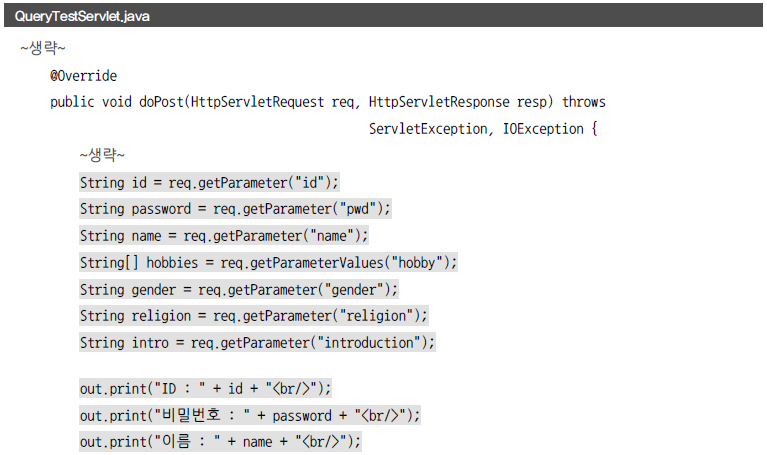 QueryTestServlet.java
~생략~
@Override
public void doPost(HttpServletRequest req, HttpServletResponse resp) throws
ServletException, IOException {
~생략~
String id = req.getParameter("id");
String password = req.getParameter("pwd");
String name = req.getParameter("name");
String[] hobbies = req.getParameterValues("hobby");
String gender = req.getParameter("gender");
String religion = req.getParameter("religion");
String intro = req.getParameter("introduction");
out.print("ID : " + id + "<br/>");
out.print("비밀번호 : " + password + "<br/>");
out.print("이름 : " + name + "<br/>");